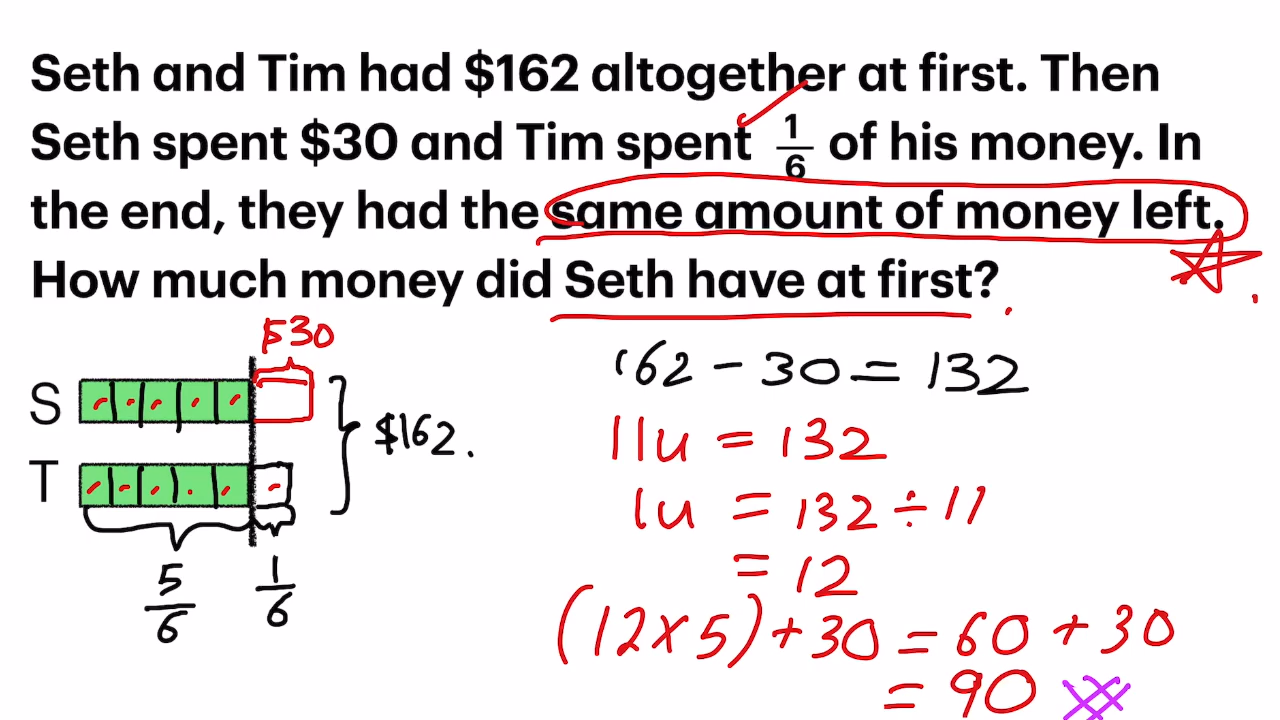 Seth and Tim had $162 altogether at first. Then
Seth spent $30 and Tim spent 1/6 of his money. In
the end, they had the same amount of money left.
How much money did Seth have at first?
$30
S
T
$162.
5/6
1/6
162 - 30 = 132
11u = 132
1u = 132 ÷ 11
= 12
(12 x 5) + 30 = 60 + 30
= 90